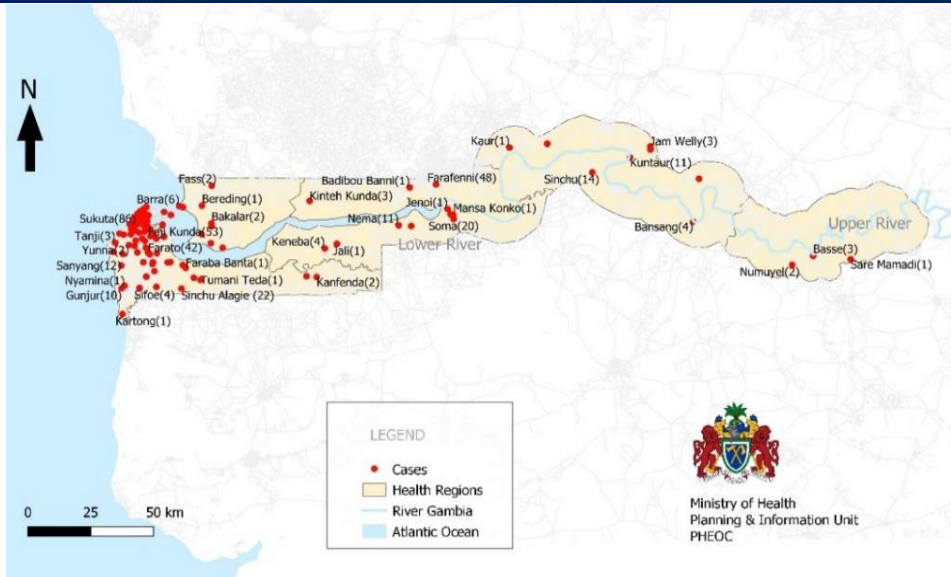 N
Kaur(1)
Jam Welly(3)
Kuntaur(11)
Fass(2)
Badibou Banni(1)
Farafenni(48)
Sinchu(14)
Barra(6)
Bereding(1)
Kinteh Kunda(3)
Jenoi(1)
Mansa Konko(1)
Sukuta(86)
Bakalar(2)
Nema(11)
Soma(20)
Bansang(4)
Upper River
Tanji(3)
Faji Kunda(53)
Keneba(4)
Lower River
Yunna(2)
Farato(42)
Jali(1)
Basse(3)
Sanyang(12)
Faraba Banta(1)
Numuyel(2)
Sare Mamadi(1)
Nyamina(1)
Tumani Teda(1)
Kanfenda(2)
Gunjur(10)
Sifoe(4)
Sinchu Alagie (22)
Kartong(1)
LEGEND
Cases
Health Regions
River Gambia
Atlantic Ocean
0 25 50 km
Ministry of Health
Planning & Information Unit
PHEOC